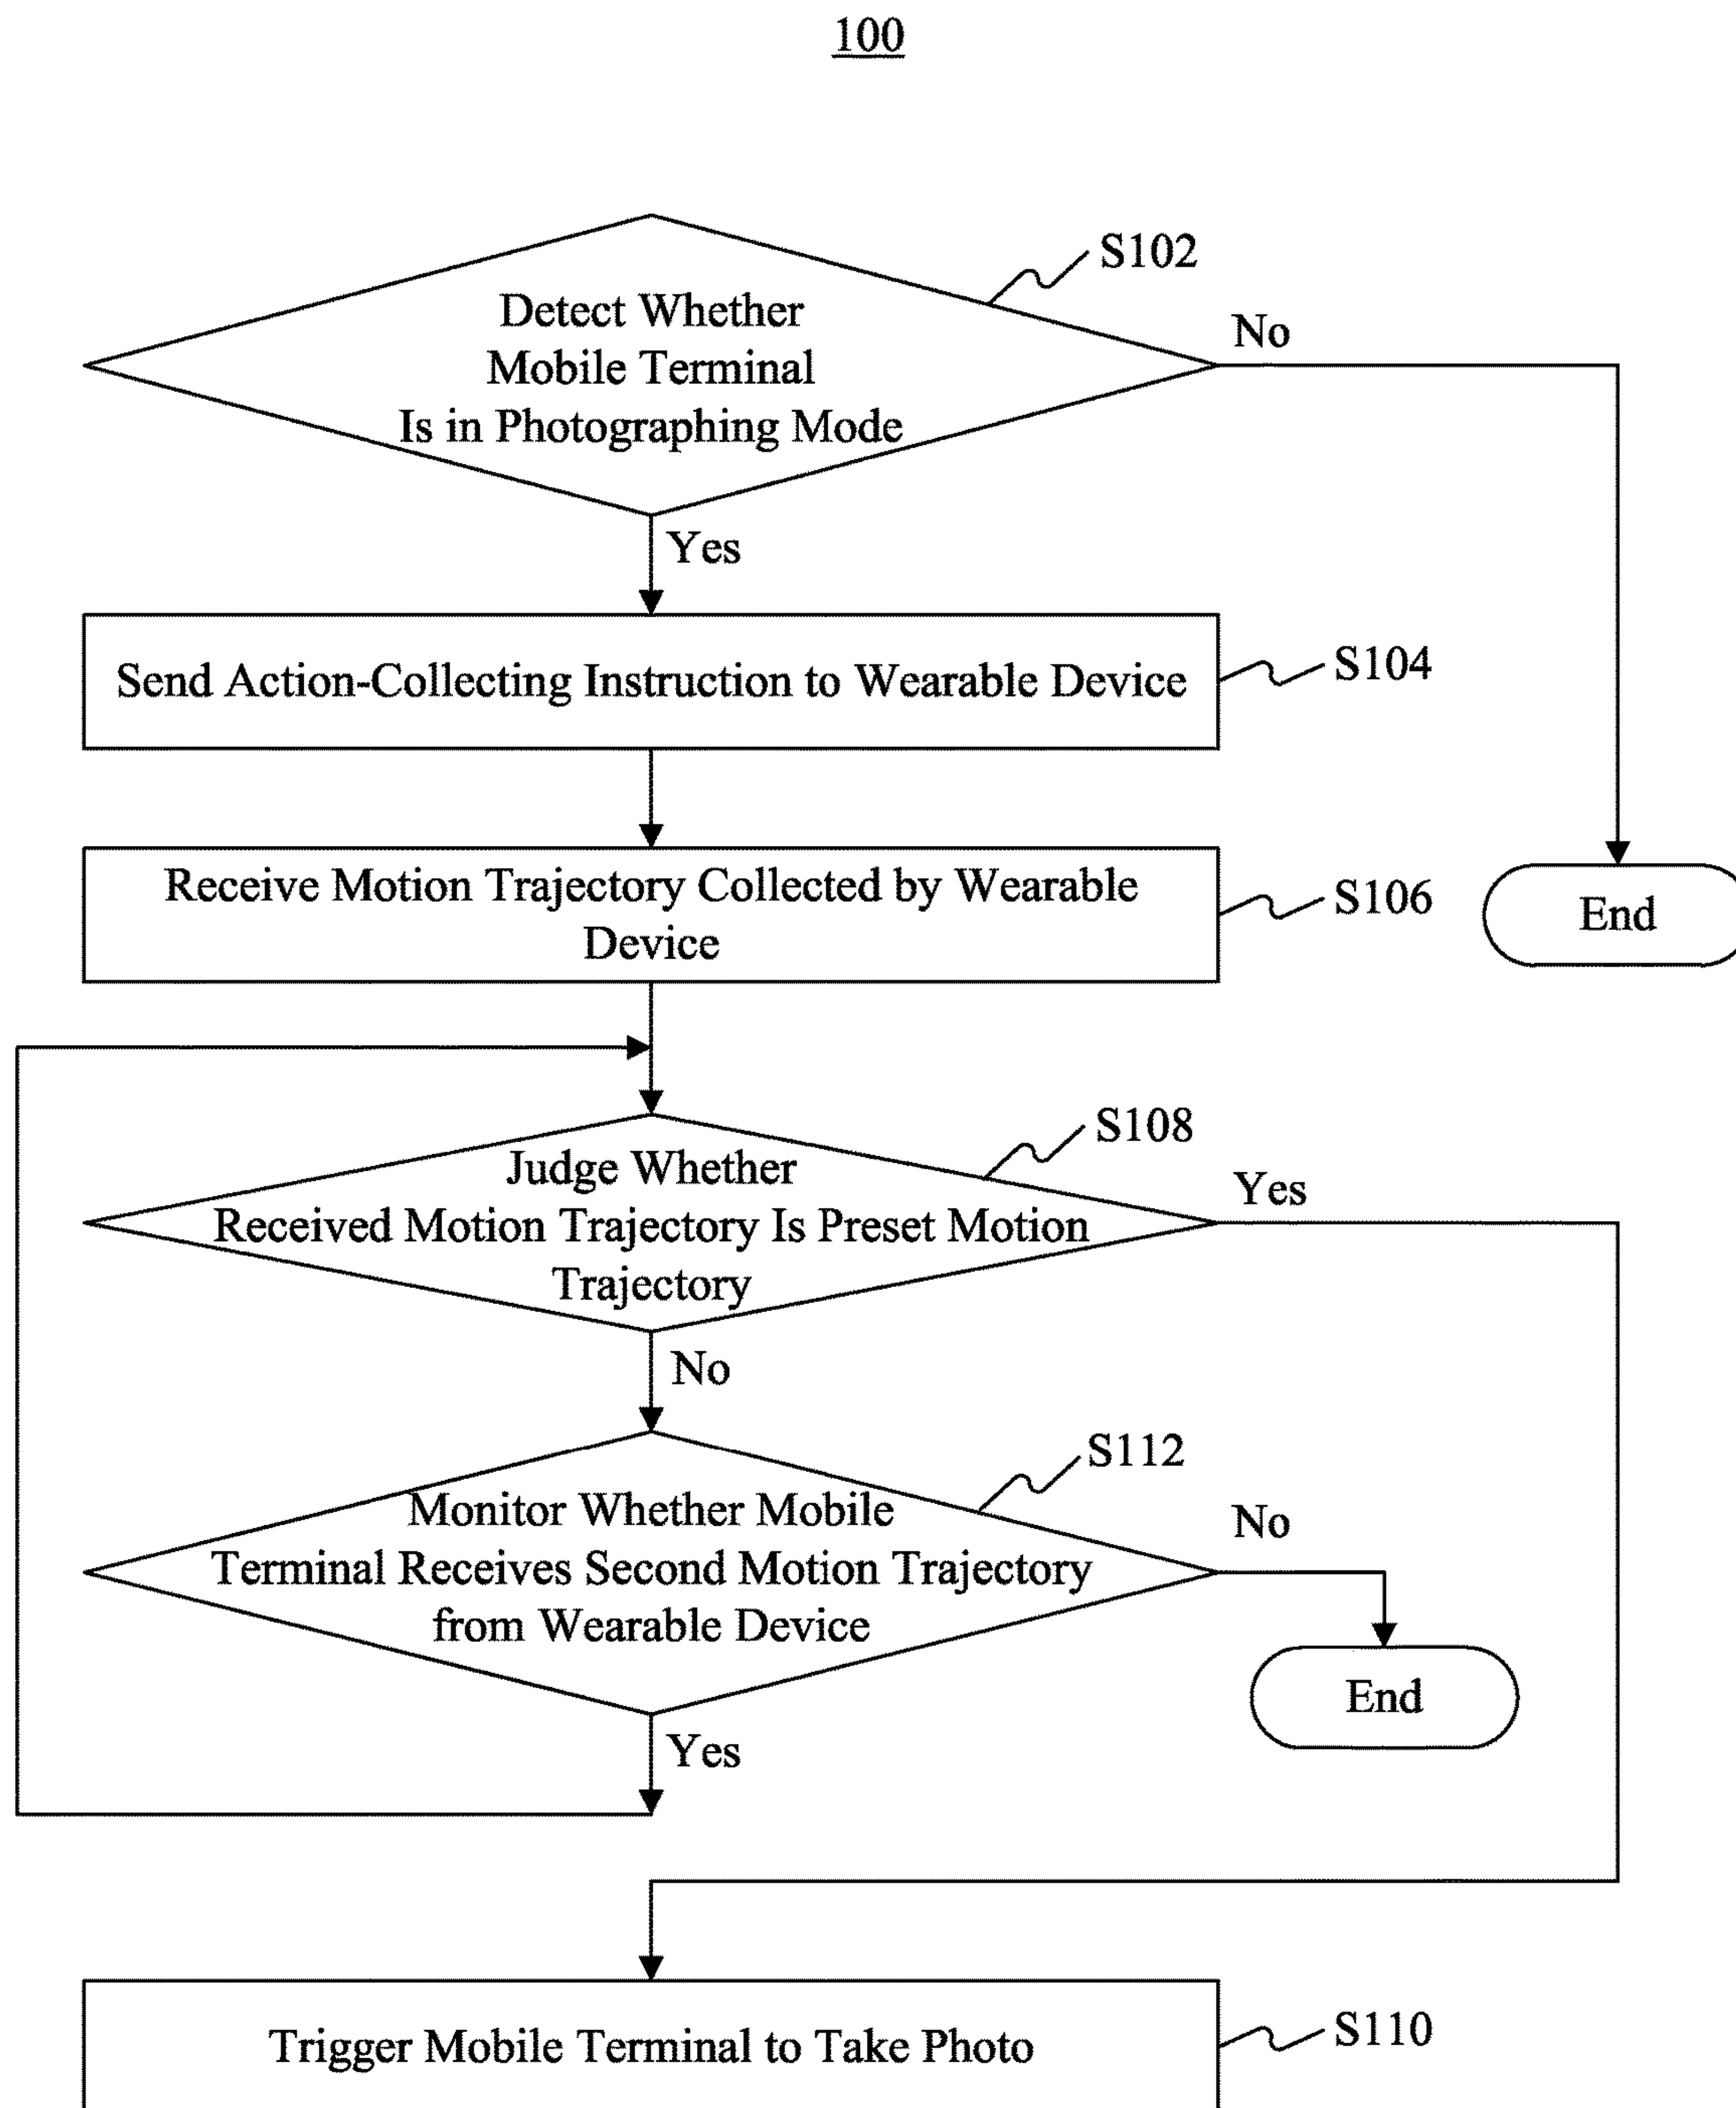 100
S102
Detect Whether
Mobile Terminal
Is in Photographing Mode
No
Yes
Send Action-Collecting Instruction to Wearable Device
S104
Receive Motion Trajectory Collected by Wearable
Device
S106
End
S108
Judge Whether
Received Motion Trajectory Is Preset Motion
Trajectory
Yes
No
S112
Monitor Whether Mobile
Terminal Receives Second Motion Trajectory
from Wearable Device
No
End
Yes
Trigger Mobile Terminal to Take Photo
S110